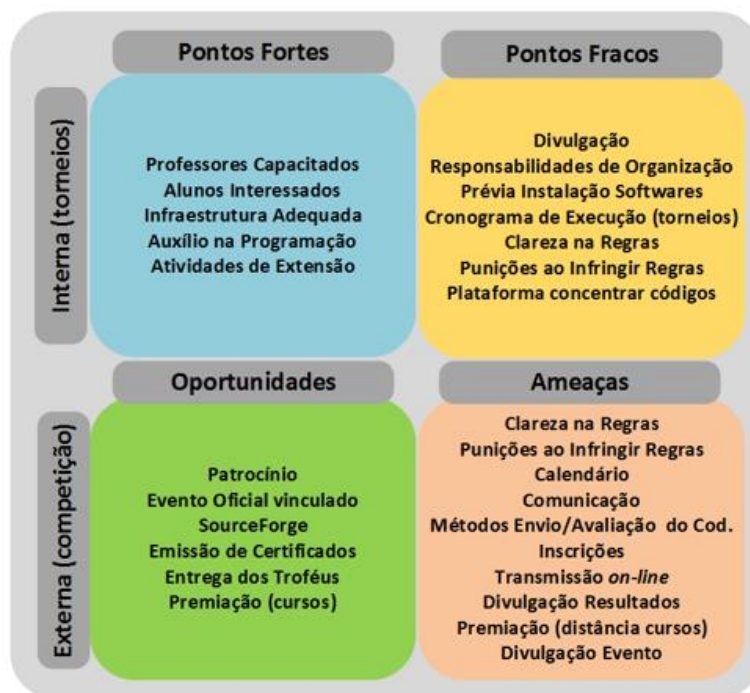 Pontos Fortes
Pontos Fracos
Interna (torneios)
Professores Capacitados
Alunos Interessados
Infraestrutura Adequada
Auxílio na Programação
Atividades de Extensão
Divulgação
Responsabilidades de Organização
Prévia Instalação Softwares
Cronograma de Execução (torneios)
Clareza na Regras
Punições ao Infringir Regras
Plataforma concentrar códigos
Oportunidades
Ameaças
Externa (competição)
Patrocínio
Evento Oficial vinculado
SourceForge
Emissão de Certificados
Entrega dos Troféus
Premiação (cursos)
Clareza na Regras
Punições ao Infringir Regras
Calendário
Comunicação
Métodos Envio/Avaliação do Cod.
Inscrições
Transmissão on-line
Divulgação Resultados
Premiação (distância cursos)
Divulgação Evento